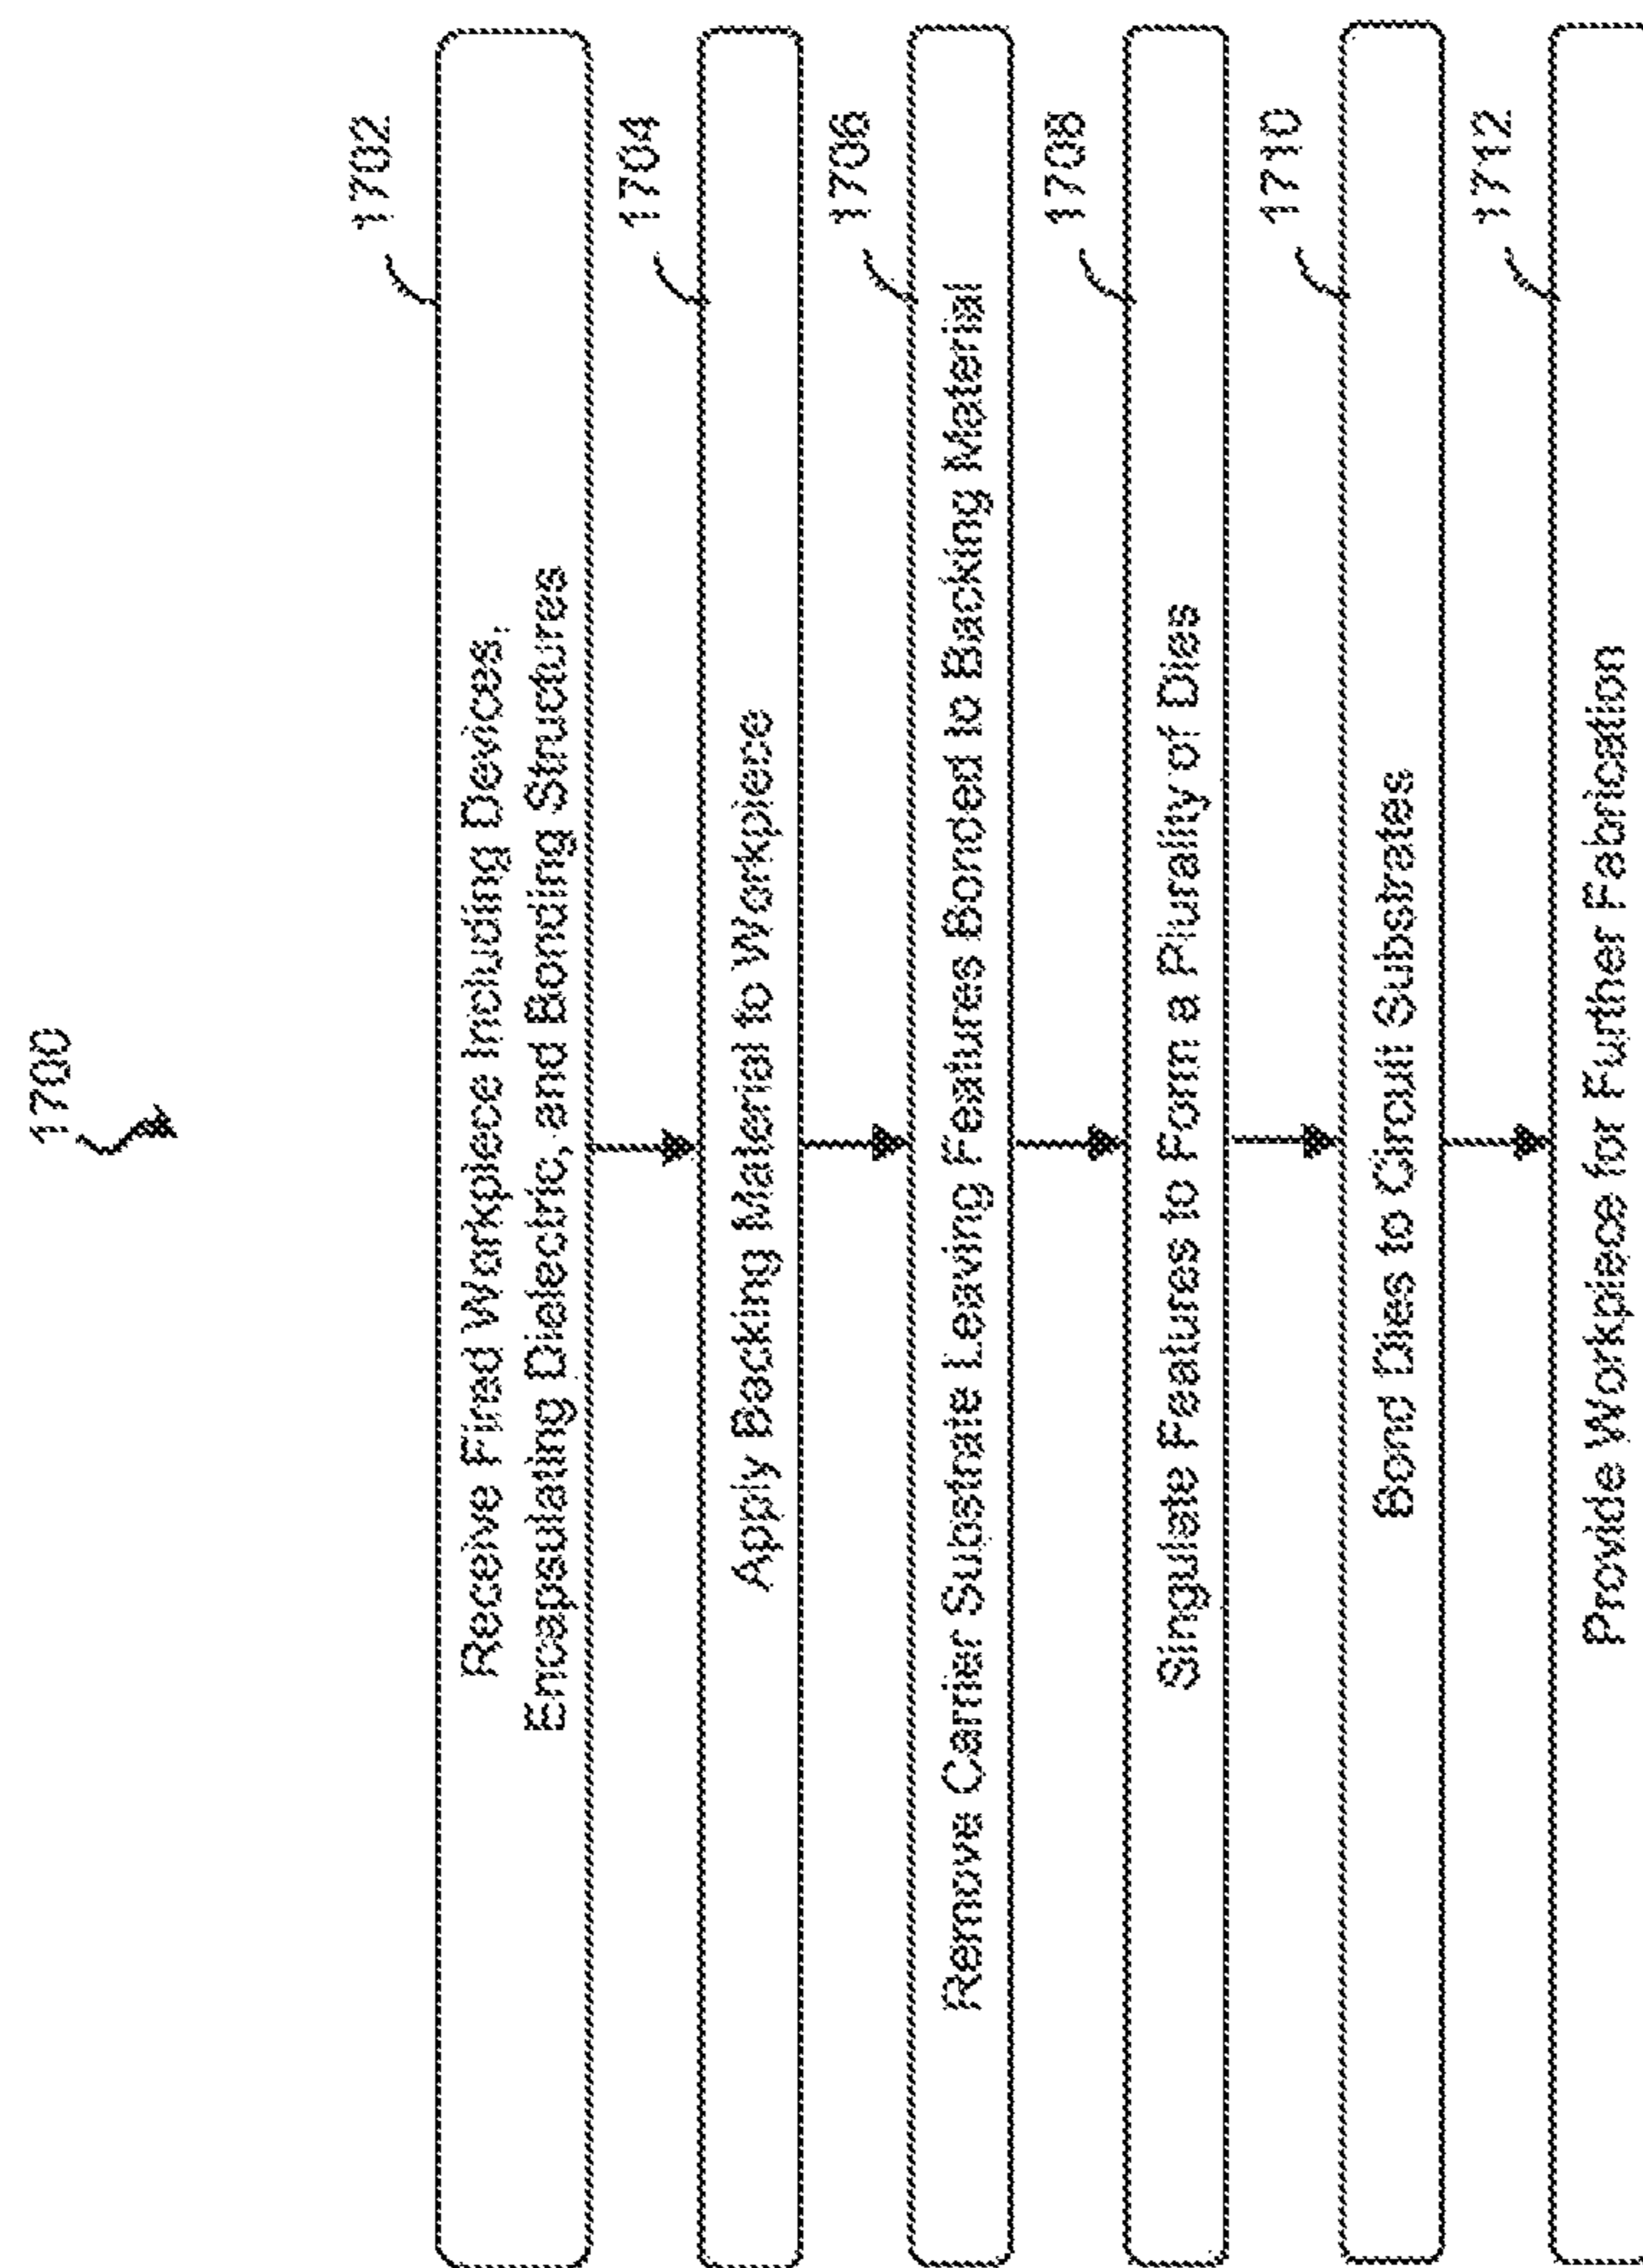 1700
1702
Receive Fired Workpiece Including Devices,
Encapsulating Dielectric, and Bonding Structures
1704
Apply Backing Material to Workpiece
1706
Remove Carrier Substrate Leaving Features Bonded to Backing Material
1708
Singulate Features to Form a Plurality of Dies
1710
Bond Dies to Circuit Substrates
1712
Provide Workpiece for Further Fabrication